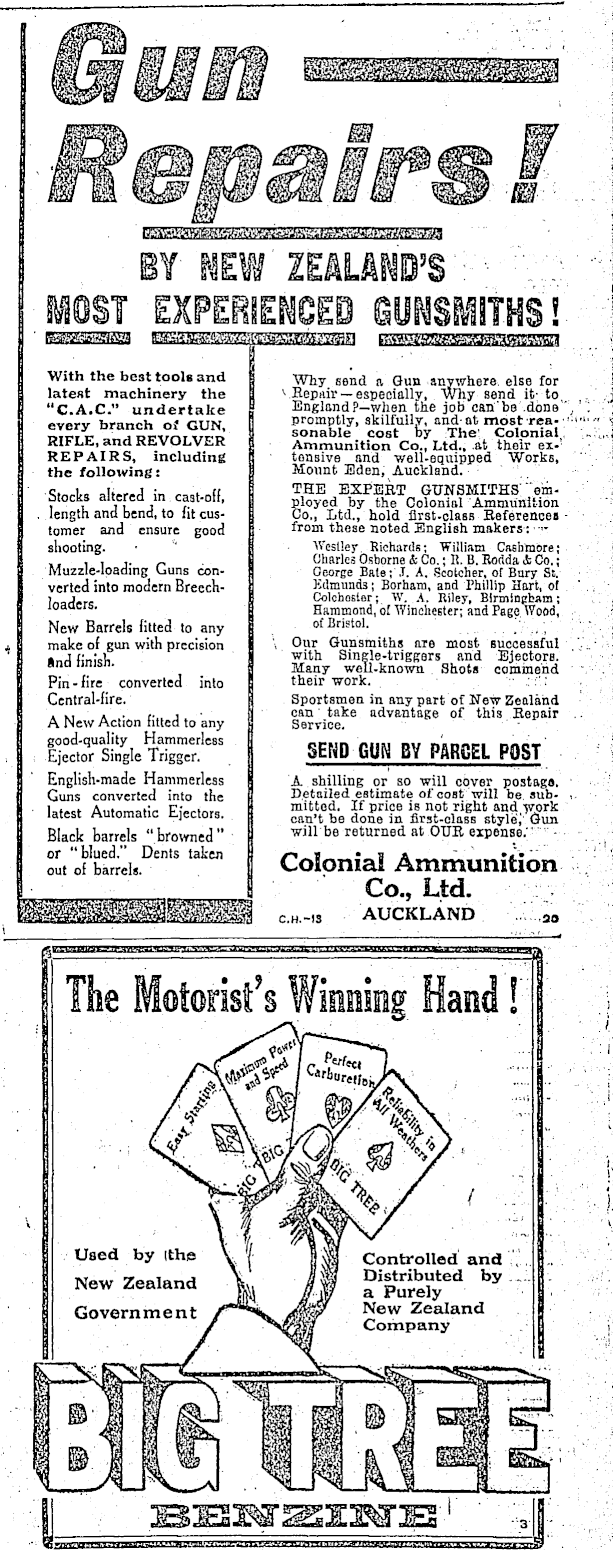 Gun
Repairs!
BY NEW ZEALAND'S
MOST EXPERIENCED GUNSMITHS!
With the best tools and
latest machinery the
"C.A.C." undertake
every branch of GUN,
RIFLE, and REVOLVER
REPAIRS, including
the following:
Stocks altered in cast-off,
length and bend, to fit cus-
tomer and ensure good
shooting.
Muzzle-loading Guns con-
verted into modern Breech-
loaders.
New Barrels fitted to any
make of gun with precision
and finish.
Pin-fire converted into
Central-fire.
A New Action fitted to any
good-quality Hammerless
Ejector Single Trigger.
English-made Hammerless
Guns converted into the
latest Automatic Ejectors.
Black barrels "browned"
or "blued." Dents taken
out of barrels.
Why send a Gun anywhere else for
Repair—especially, Why send it to
England?—when the job can be done
promptly, skilfully, and at most rea-
sonable cost by The Colonial
Ammunition Co., Ltd., at their ex-
tensive and well-equipped Works,
Mount Eden, Auckland.
THE EXPERT GUNSMITHS em-
ployed by the Colonial Ammunition
Co., Ltd., hold first-class References
from these noted English makers:
Westley Richards; William Cashmore;
Charles Osborne & Co.; R. B. Rodda & Co.;
George Bate; J. A. Scotcher, of Bury St.
Edmunds; Borham, and Phillip Hart, of
Colchester; W. A. Riley, Birmingham;
Hammond, of Winchester; and Page Wood,
of Bristol.
Our Gunsmiths are most successful
with Single-triggers and Ejectors.
Many well-known Shots commend
their work.
Sportsmen in any part of New Zealand
can take advantage of this Repair
Service.
SEND GUN BY PARCEL POST
A shilling or so will cover postage.
Detailed estimate of cost will be sub-
mitted. If price is not right and work
can't be done in first-class style, Gun
will be returned at OUR expense.
Colonial Ammunition
Co., Ltd.
C.H.-13 AUCKLAND 20
The Motorist's Winning Hand!
Easy Starting
BIG
Maximum Power
and Speed
BIG
Perfect
Carburetion
Reliability in
All Weathers
BIG TREE
Used by the
New Zealand
Government
Controlled and
Distributed by
a Purely
New Zealand
Company
BIG TREE
BENZINE
3